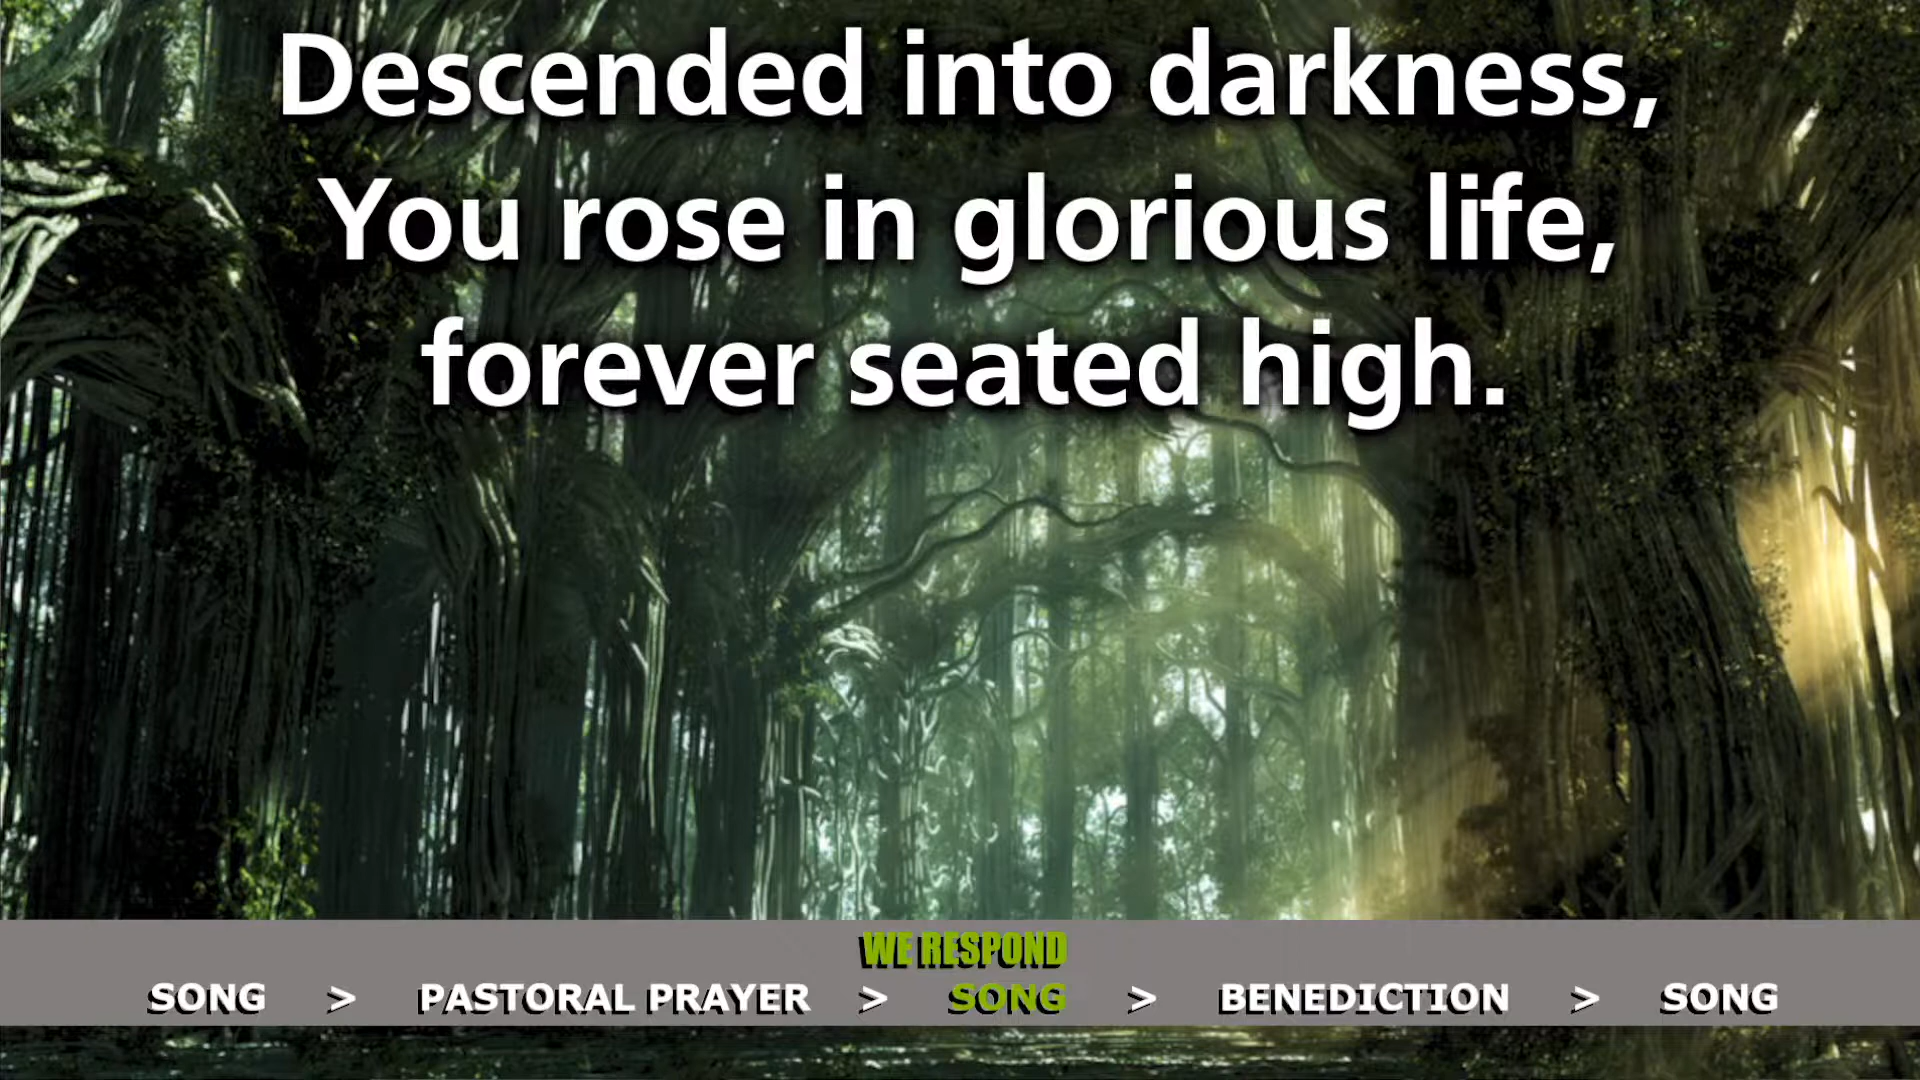 Descended into darkness,
You rose in glorious life,
forever seated high.
WE RESPOND
SONG > PASTORAL PRAYER > SONG > BENEDICTION > SONG